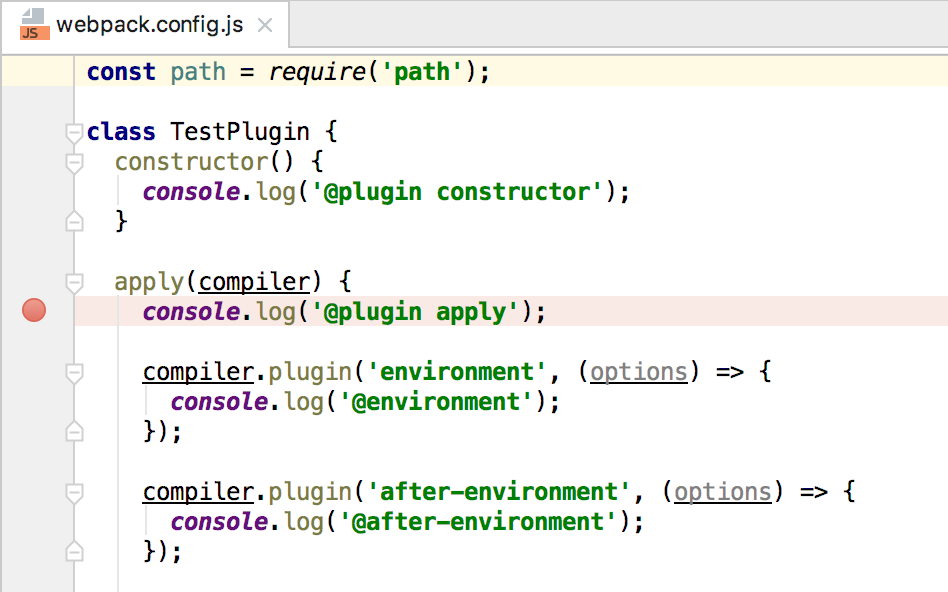 JS webpack.config.js
const path = require('path');
class TestPlugin {
constructor() {
console.log('@plugin constructor');
}
apply(compiler) {
console.log('@plugin apply');
compiler.plugin('environment', (options) => {
console.log('@environment');
});
compiler.plugin('after-environment', (options) => {
console.log('@after-environment');
});